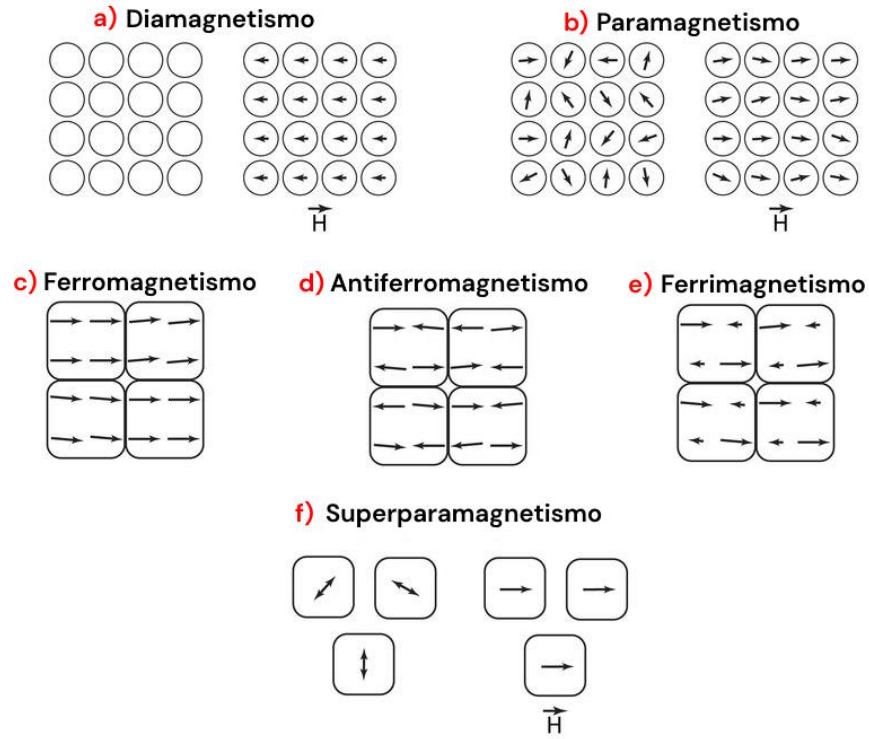 a) Diamagnetismo
b) Paramagnetismo
H
H
c) Ferromagnetismo
d) Antiferromagnetismo
e) Ferrimagnetismo
f) Superparamagnetismo
H